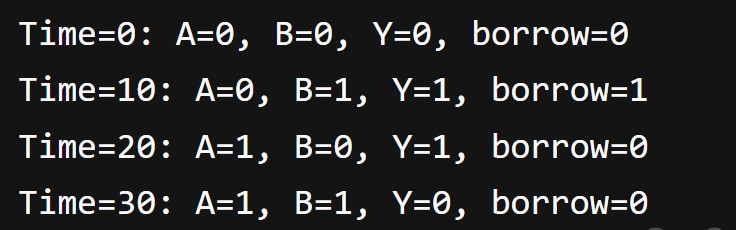 Time=0: A=0, B=0, Y=0, borrow=0
Time=10: A=0, B=1, Y=1, borrow=1
Time=20: A=1, B=0, Y=1, borrow=0
Time=30: A=1, B=1, Y=0, borrow=0